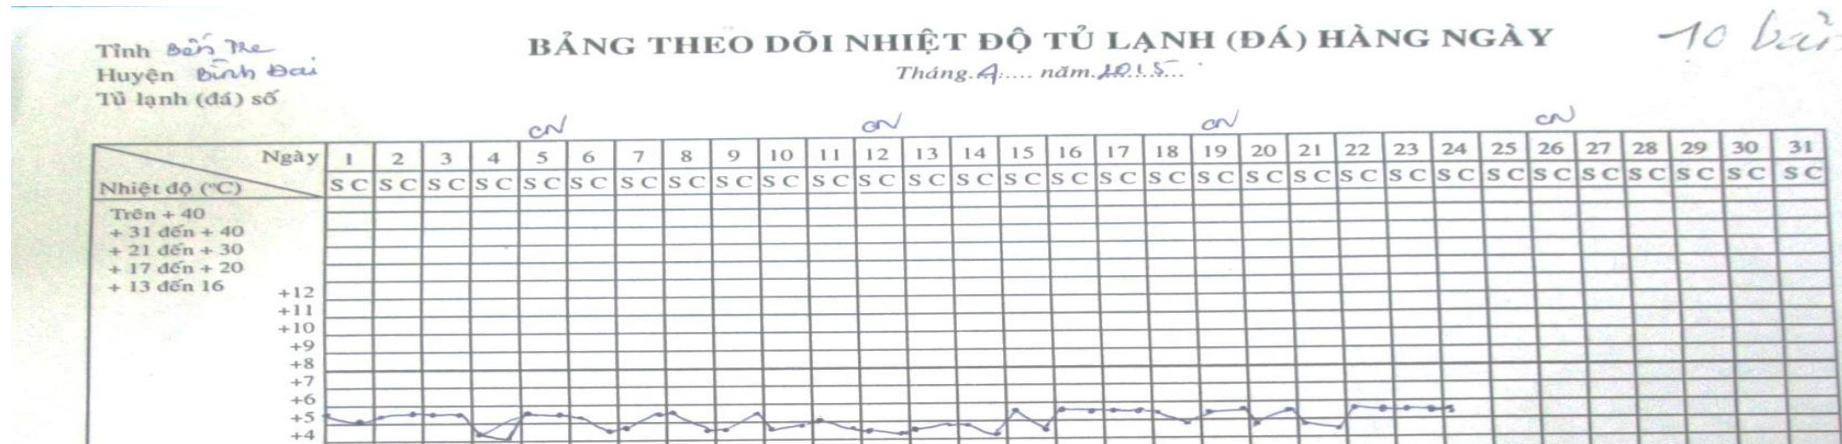 Tỉnh Bến Tre
Huyện Bình Đại
Tủ lạnh (đá) số
BẢNG THEO DÕI NHIỆT ĐỘ TỦ LẠNH (ĐÁ) HÀNG NGÀY
Tháng.4..... năm.2015...
10 bản
CN CN CN CN
Ngày 1 2 3 4 5 6 7 8 9 10 11 12 13 14 15 16 17 18 19 20 21 22 23 24 25 26 27 28 29 30 31
Nhiệt độ (°C) S C S C S C S C S C S C S C S C S C S C S C S C S C S C S C S C S C S C S C S C S C S C S C S C S C S C S C S C S C S C S C
Trên + 40
+ 31 đến + 40
+ 21 đến + 30
+ 17 đến + 20
+ 13 đến 16
+12
+11
+10
+9
+8
+7
+6
+5
+4